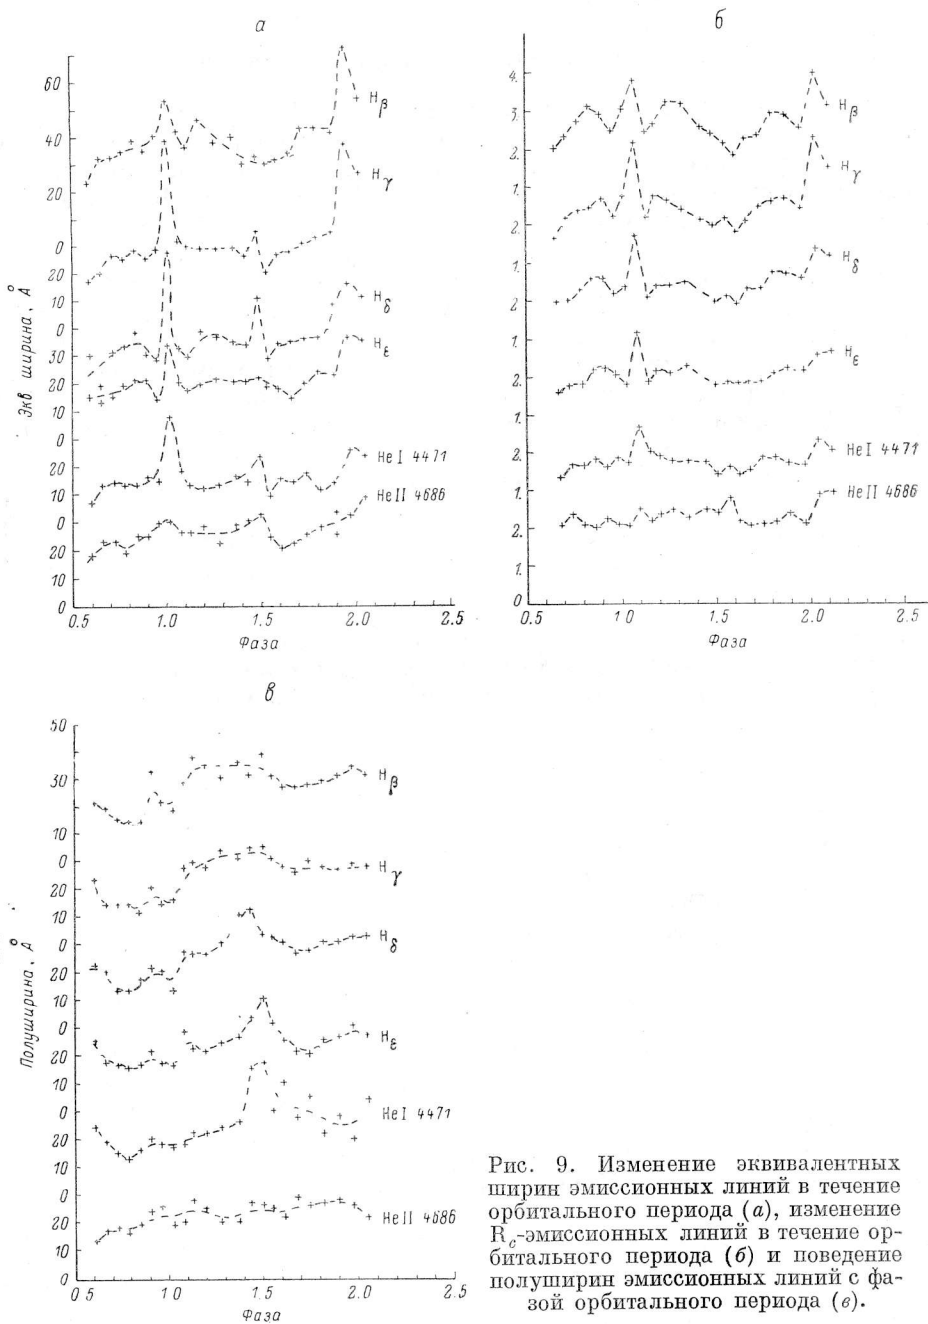 а
60
40
20
0
20
10
0
30
20
10
0
20
10
0
20
10
0
Экв ширина, Å
0.5 1.0 1.5 2.0 2.5
Фаза
Hβ
Hγ
Hδ
Hε
HeI 4471
HeII 4686
б
4.
3.
2.
1.
2.
1.
2
1.
2.
1.
2.
1.
2.
1.
0
0.5 1 0 1.5 2.0 2.5
Фаза
Hβ
Hγ
Hδ
Hε
HeI 4471
HeII 4686
в
50
30
10
0
20
10
0
20
10
0
20
10
0
20
10
0
20
10
0
Полуширина, Å
0 5 1 0 1.5 2.0 2.5
Фаза
Hβ
Hγ
Hδ
Hε
HeI 4471
HeII 4686
Рис. 9. Изменение эквивалентных
ширин эмиссионных линий в течение
орбитального периода (а), изменение
Rc-эмиссионных линий в течение ор-
битального периода (б) и поведение
полуширин эмиссионных линий с фа-
зой орбитального периода (в).